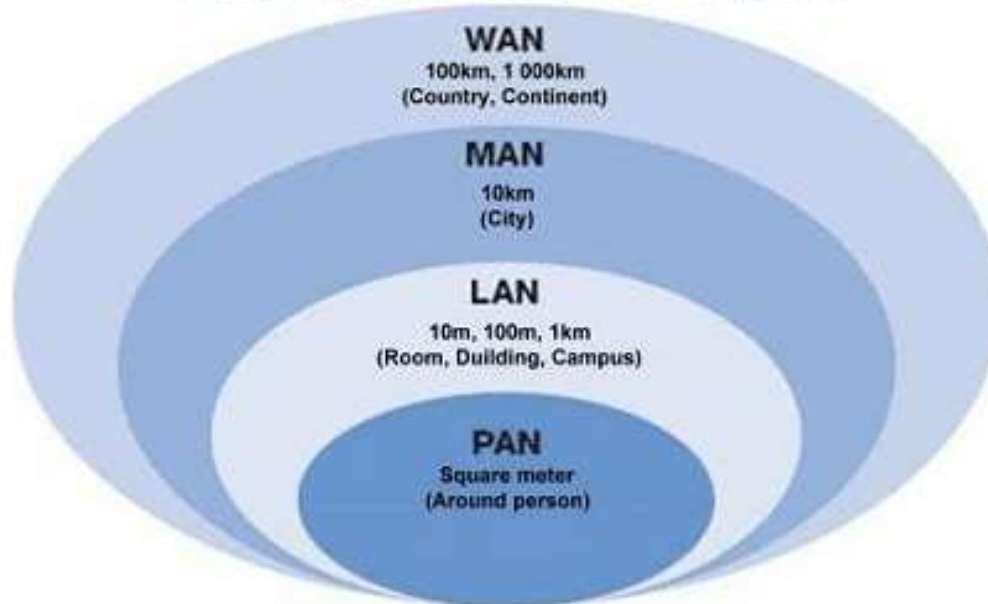 WAN
100km, 1 000km
(Country, Continent)
MAN
10km
(City)
LAN
10m, 100m, 1km
(Room, Duilding, Campus)
PAN
Square meter
(Around person)